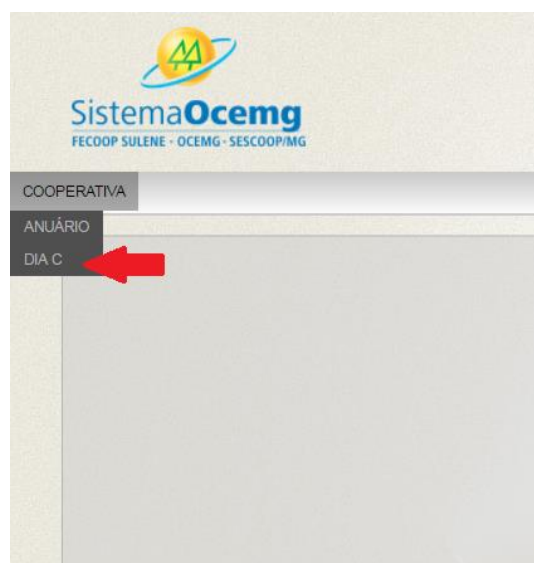 SistemaOcemg
FECOOP SULENE - OCEMG - SESCOOP/MG
COOPERATIVA
ANUÁRIO
DIA C